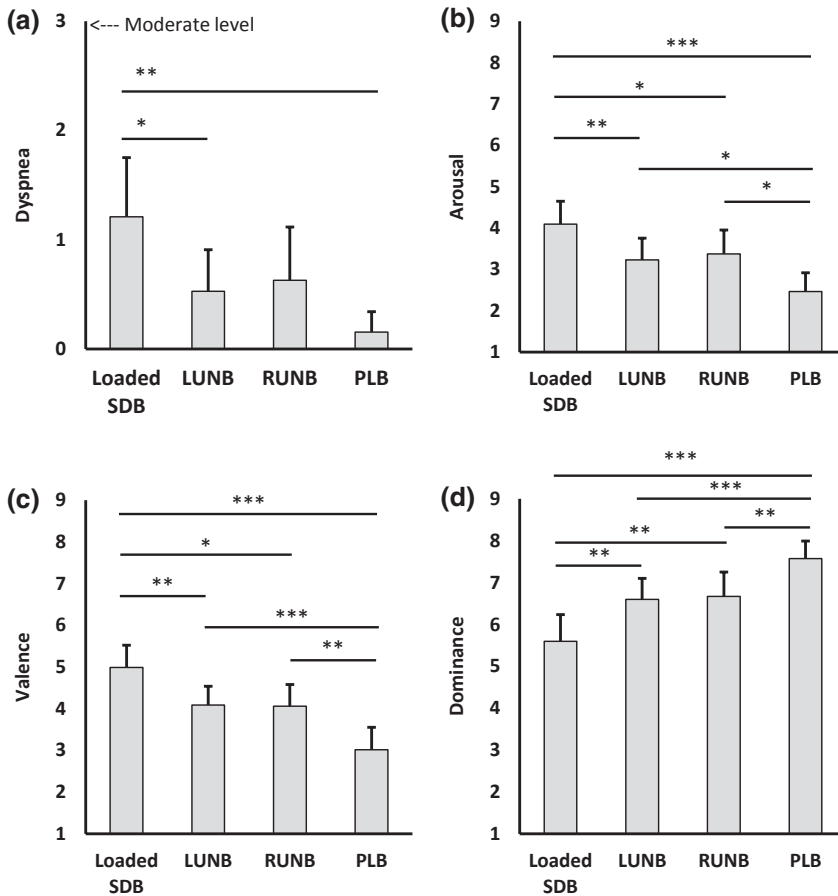 (a)
3
<--- Moderate level
**
*
2
1
0
Dyspnea
Loaded SDB
LUNB
RUNB
PLB
(b)
9
8
7
6
5
4
3
2
1
***
*
**
*
*
Arousal
Loaded SDB
LUNB
RUNB
PLB
(c)
9
8
7
6
5
4
3
2
1
***
*
**
***
**
Valence
Loaded SDB
LUNB
RUNB
PLB
(d)
9
8
7
6
5
4
3
2
1
***
***
**
**
**
Dominance
Loaded SDB
LUNB
RUNB
PLB